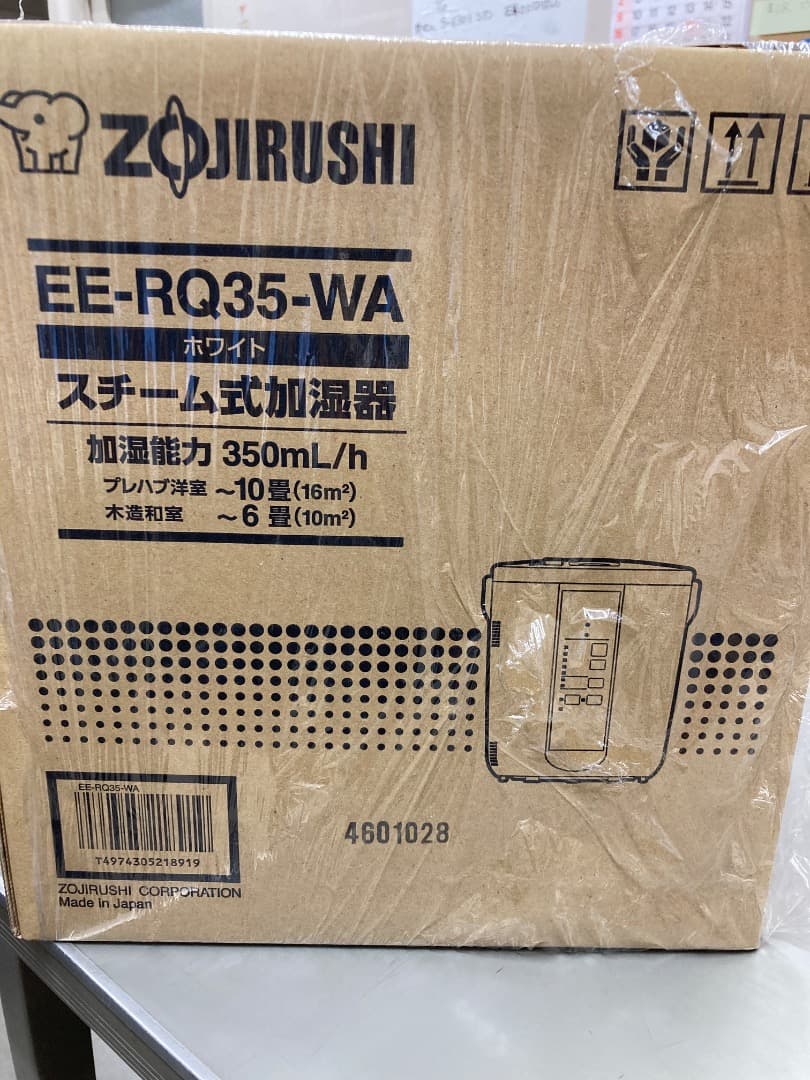 ZOJIRUSHI
EE-RQ35-WA
ホワイト
スチーム式加湿器
加湿能力 350mL/h
プレハブ洋室 ～10畳(16m²)
木造和室 ～6畳(10m²)
EE-RQ35-WA
T4974305218919
4601028
ZOJIRUSHI CORPORATION
Made in Japan